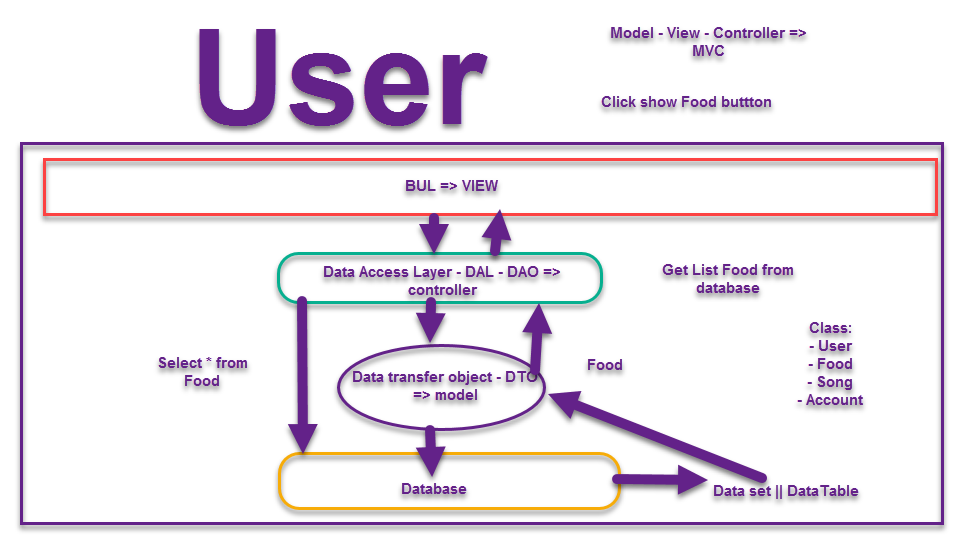 User
Model - View - Controller =>
MVC
Click show Food buttton
BUL => VIEW
Data Access Layer - DAL - DAO =>
controller
Get List Food from
database
Class:
- User
- Food
- Song
- Account
Select * from
Food
Food
Data transfer object - DTO
=> model
Database
Data set || DataTable